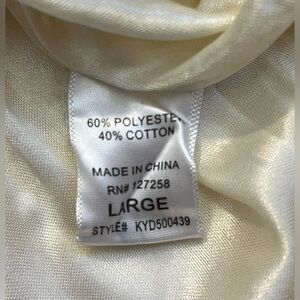 60% POLYESTER
40% COTTON
MADE IN CHINA
RN# 127258
LARGE
STYLE# KYD500439